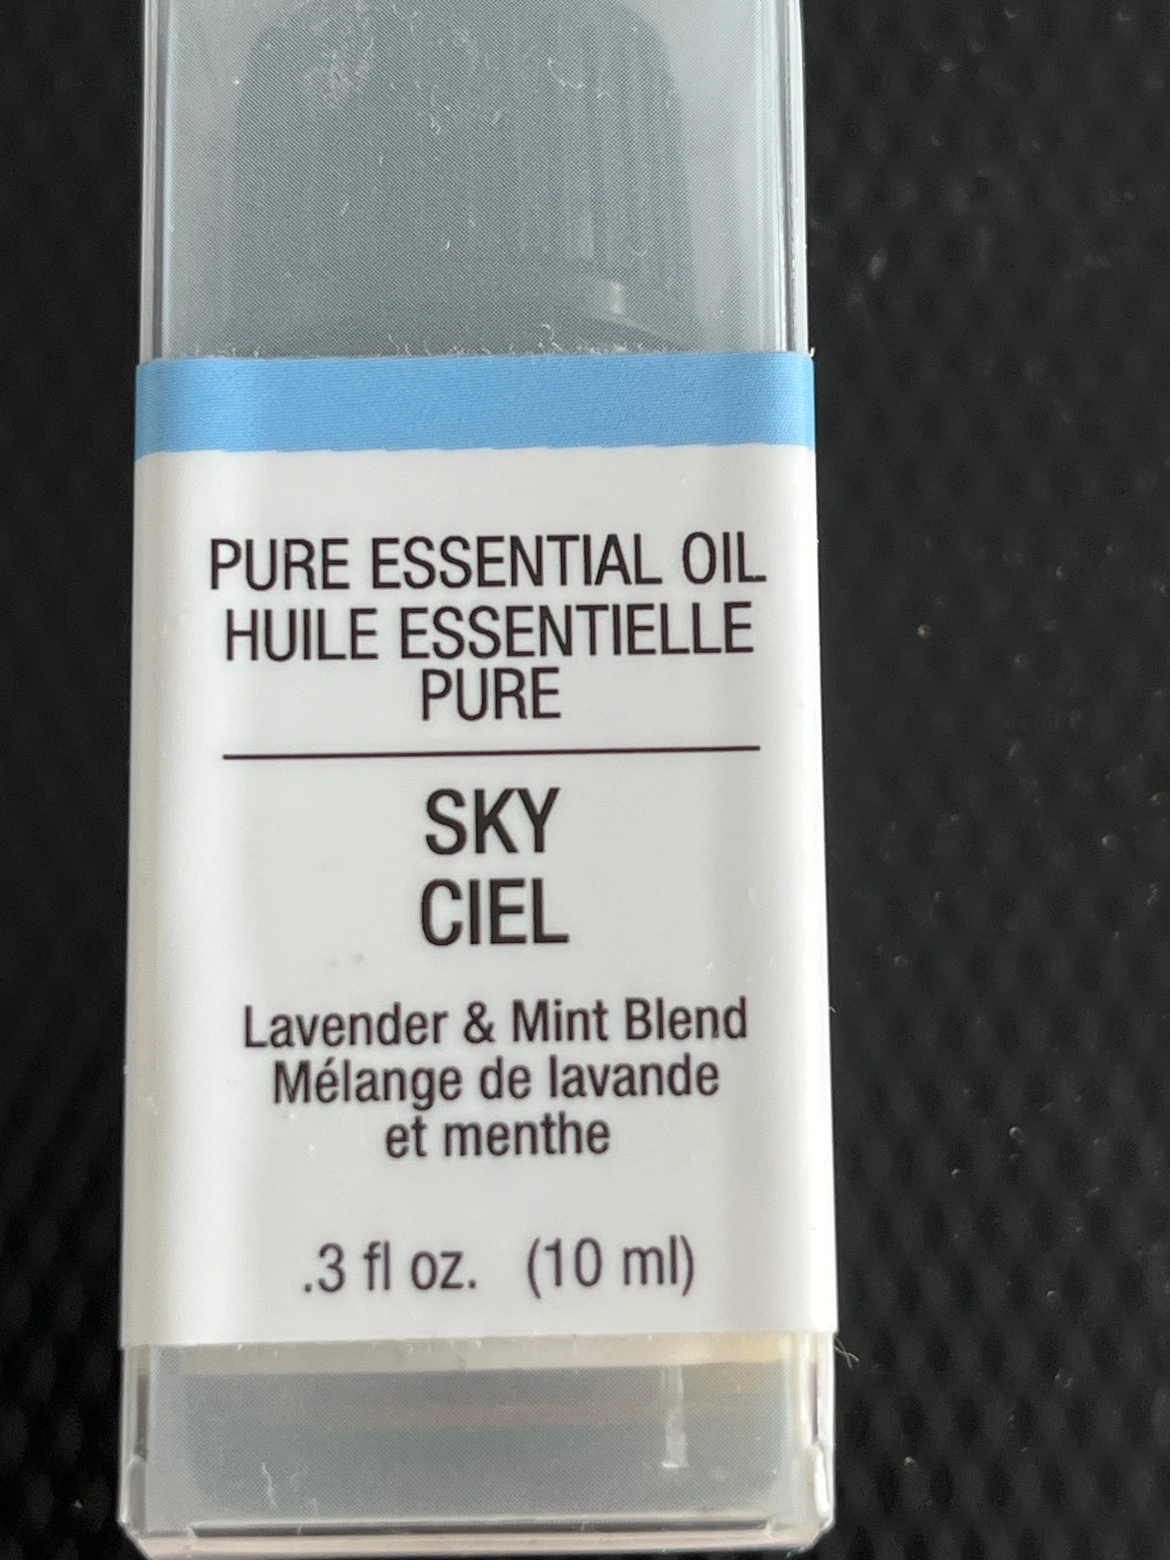 PURE ESSENTIAL OIL
HUILE ESSENTIELLE
PURE
SKY
CIEL
Lavender & Mint Blend
Mélange de lavande
et menthe
.3 fl oz. (10 ml)